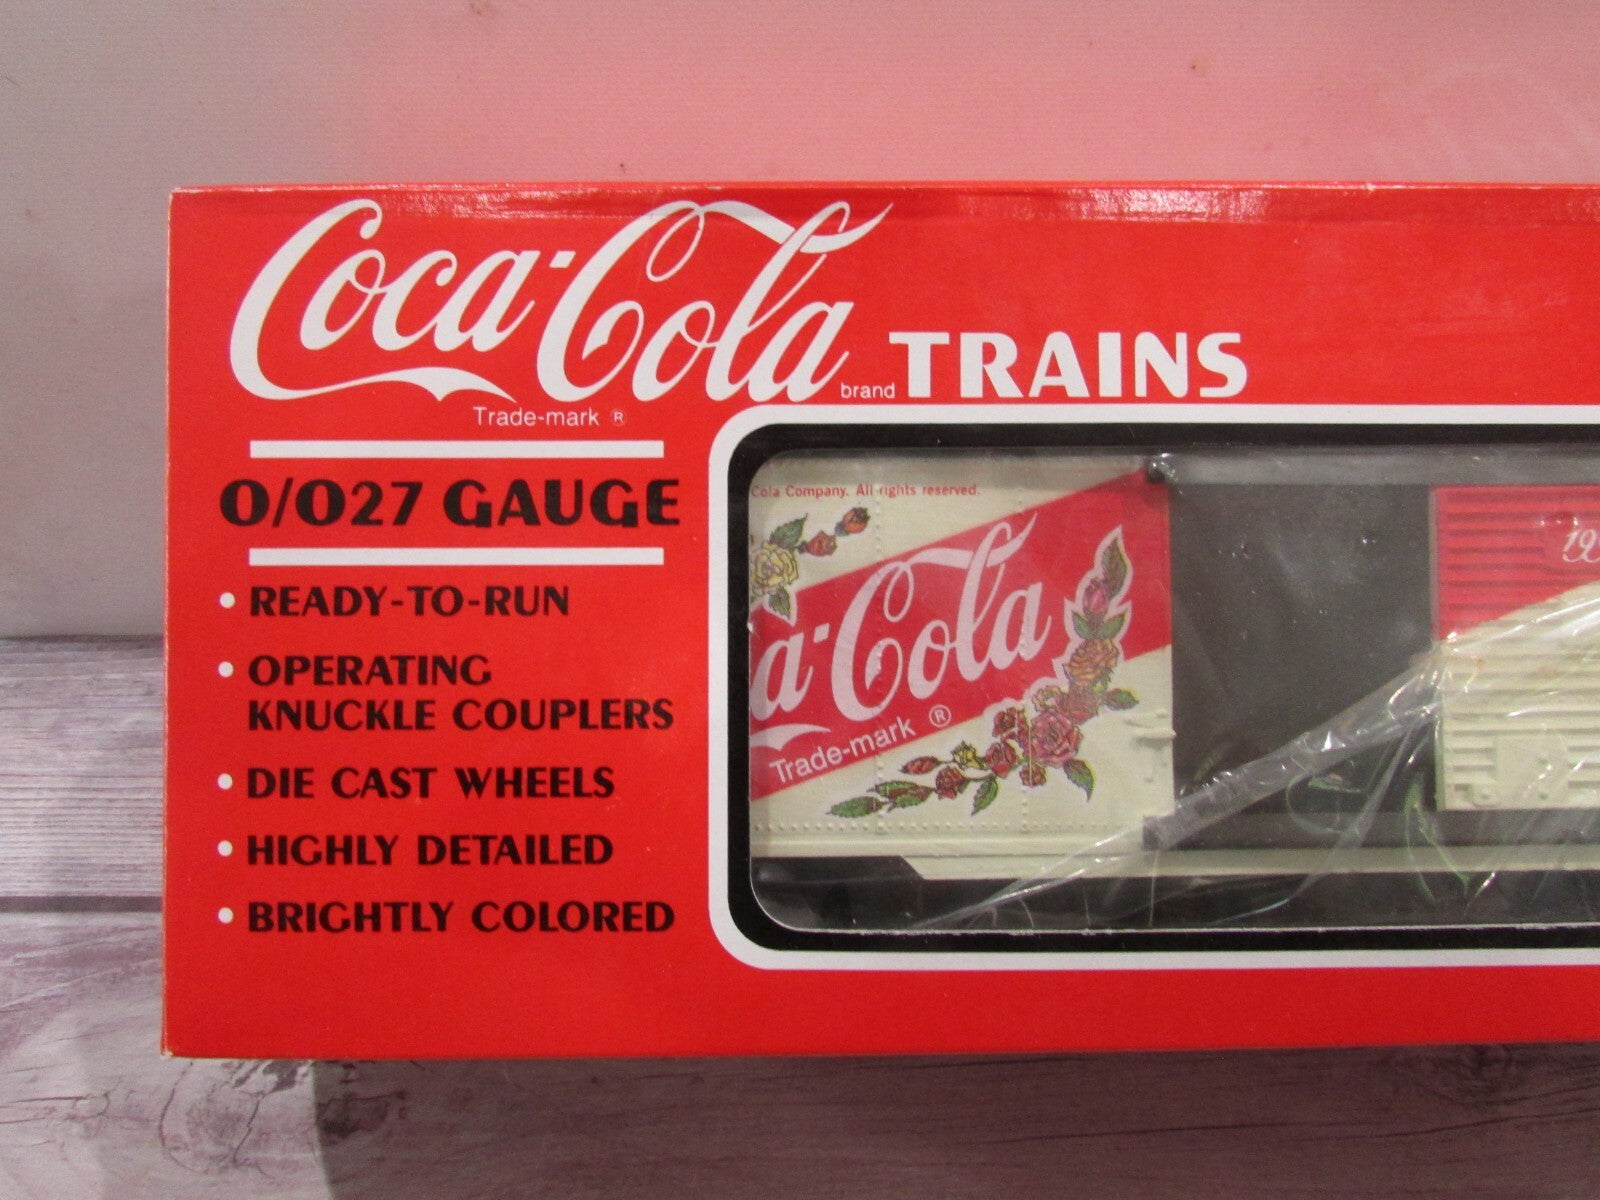 Coca-Cola
brand TRAINS
Trade-mark ®
O/O27 GAUGE
• READY-TO-RUN
• OPERATING
KNUCKLE COUPLERS
• DIE CAST WHEELS
• HIGHLY DETAILED
• BRIGHTLY COLORED
Cola Company. All rights reserved.
a-Cola
Trade-mark ®
19